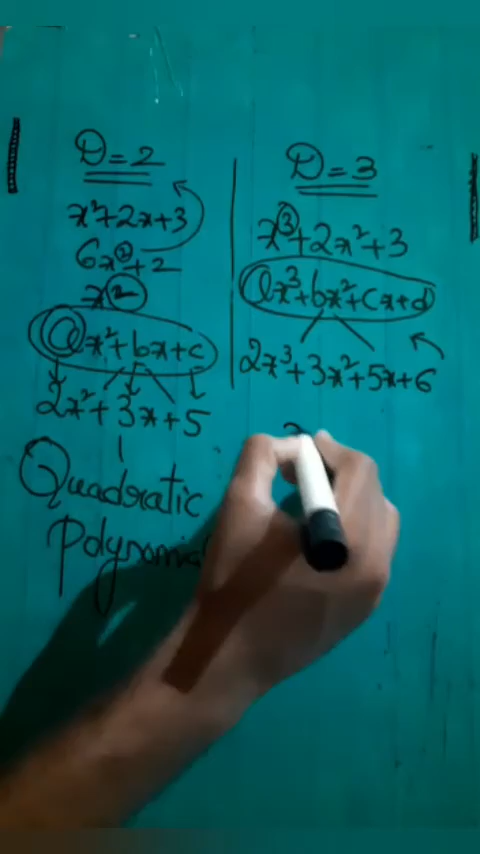 D=2
x²+2x+3
6x²+2
x²
ax²+bx+c
2x²+3x+5
Quadratic
Polynomia
D=3
x³+2x²+3
ax³+bx²+cx+d
2x³+3x²+5x+6